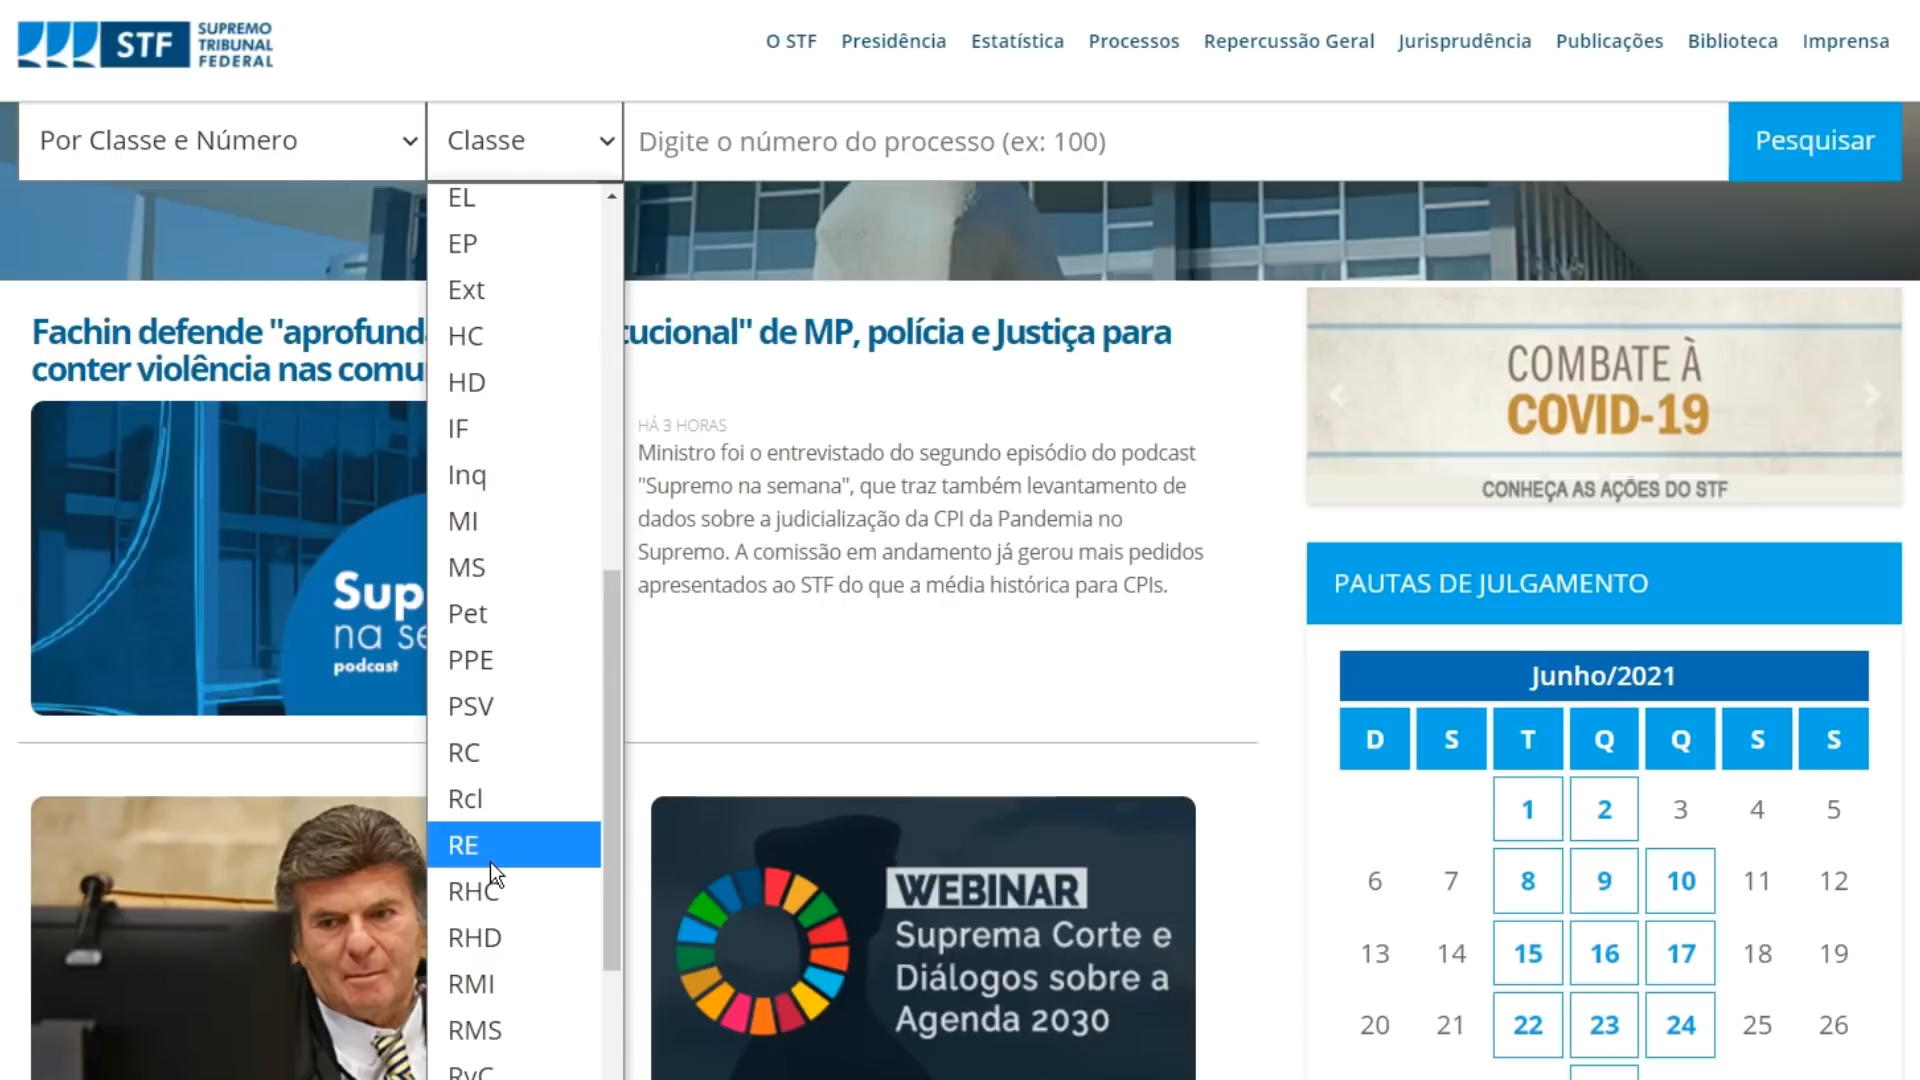 STF
SUPREMO
TRIBUNAL
FEDERAL
O STF Presidência Estatística Processos Repercussão Geral Jurisprudência Publicações Biblioteca Imprensa
Por Classe e Número
Classe
Digite o número do processo (ex: 100)
Pesquisar
EL
EP
Ext
HC
HD
IF
Inq
MI
MS
Pet
PPE
PSV
RC
Rcl
RE
RHC
RHD
RMI
RMS
RvC
Fachin defende "aprofund tucional" de MP, polícia e Justiça para
conter violência nas comu
Sup
na se
podcast
HÁ 3 HORAS
Ministro foi o entrevistado do segundo episódio do podcast
"Supremo na semana", que traz também levantamento de
dados sobre a judicialização da CPI da Pandemia no
Supremo. A comissão em andamento já gerou mais pedidos
apresentados ao STF do que a média histórica para CPIs.
WEBINAR
Suprema Corte e
Diálogos sobre a
Agenda 2030
COMBATE À
COVID-19
CONHEÇA AS AÇÕES DO STF
PAUTAS DE JULGAMENTO
Junho/2021
D S T Q Q S S
1 2 3 4 5
6 7 8 9 10 11 12
13 14 15 16 17 18 19
20 21 22 23 24 25 26